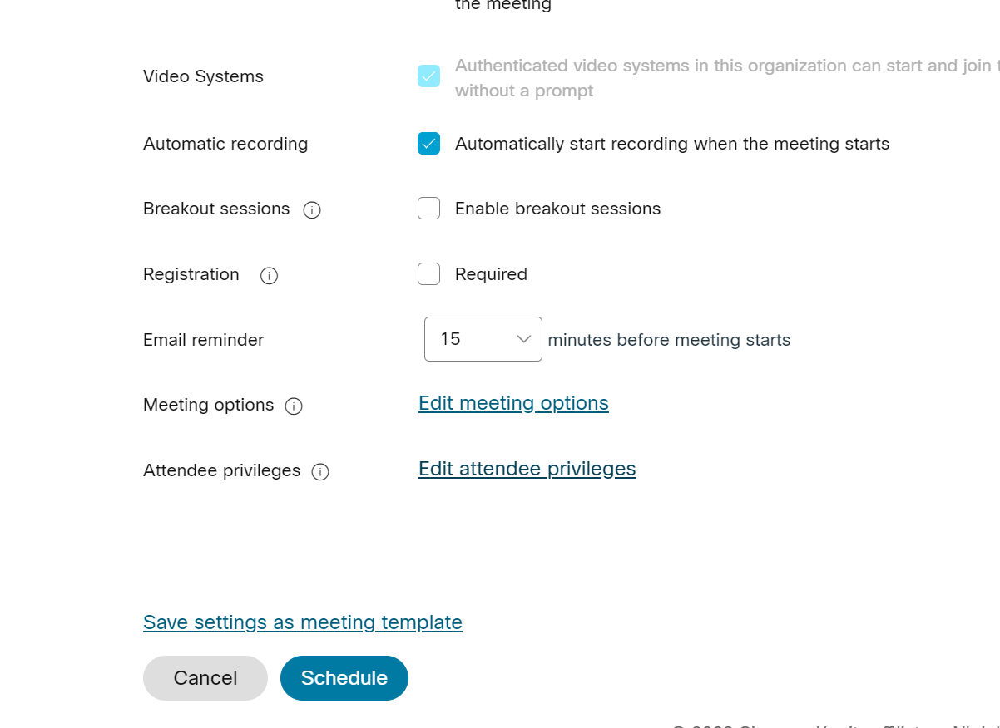 the meeting
Video Systems
Authenticated video systems in this organization can start and join
without a prompt
Automatic recording
Automatically start recording when the meeting starts
Breakout sessions
Enable breakout sessions
Registration
Required
Email reminder
15
minutes before meeting starts
Meeting options
Edit meeting options
Attendee privileges
Edit attendee privileges
Save settings as meeting template
Cancel
Schedule